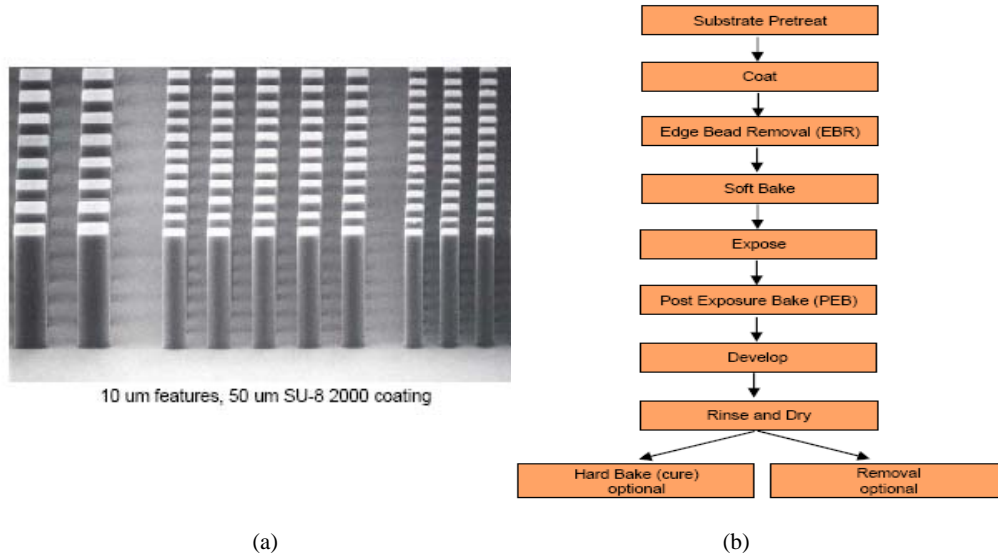 10 um features, 50 um SU-8 2000 coating
(a)
Substrate Pretreat
Coat
Edge Bead Removal (EBR)
Soft Bake
Expose
Post Exposure Bake (PEB)
Develop
Rinse and Dry
Hard Bake (cure)
optional
Removal
optional
(b)